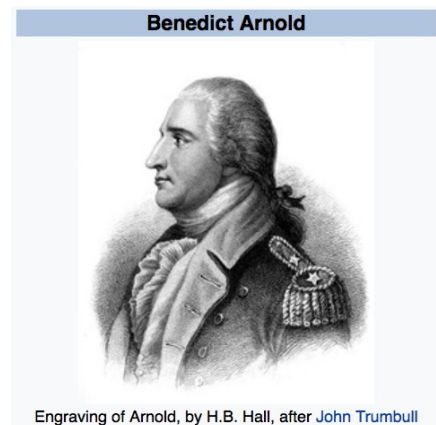 Benedict Arnold
Engraving of Arnold, by H.B. Hall, after John Trumbull